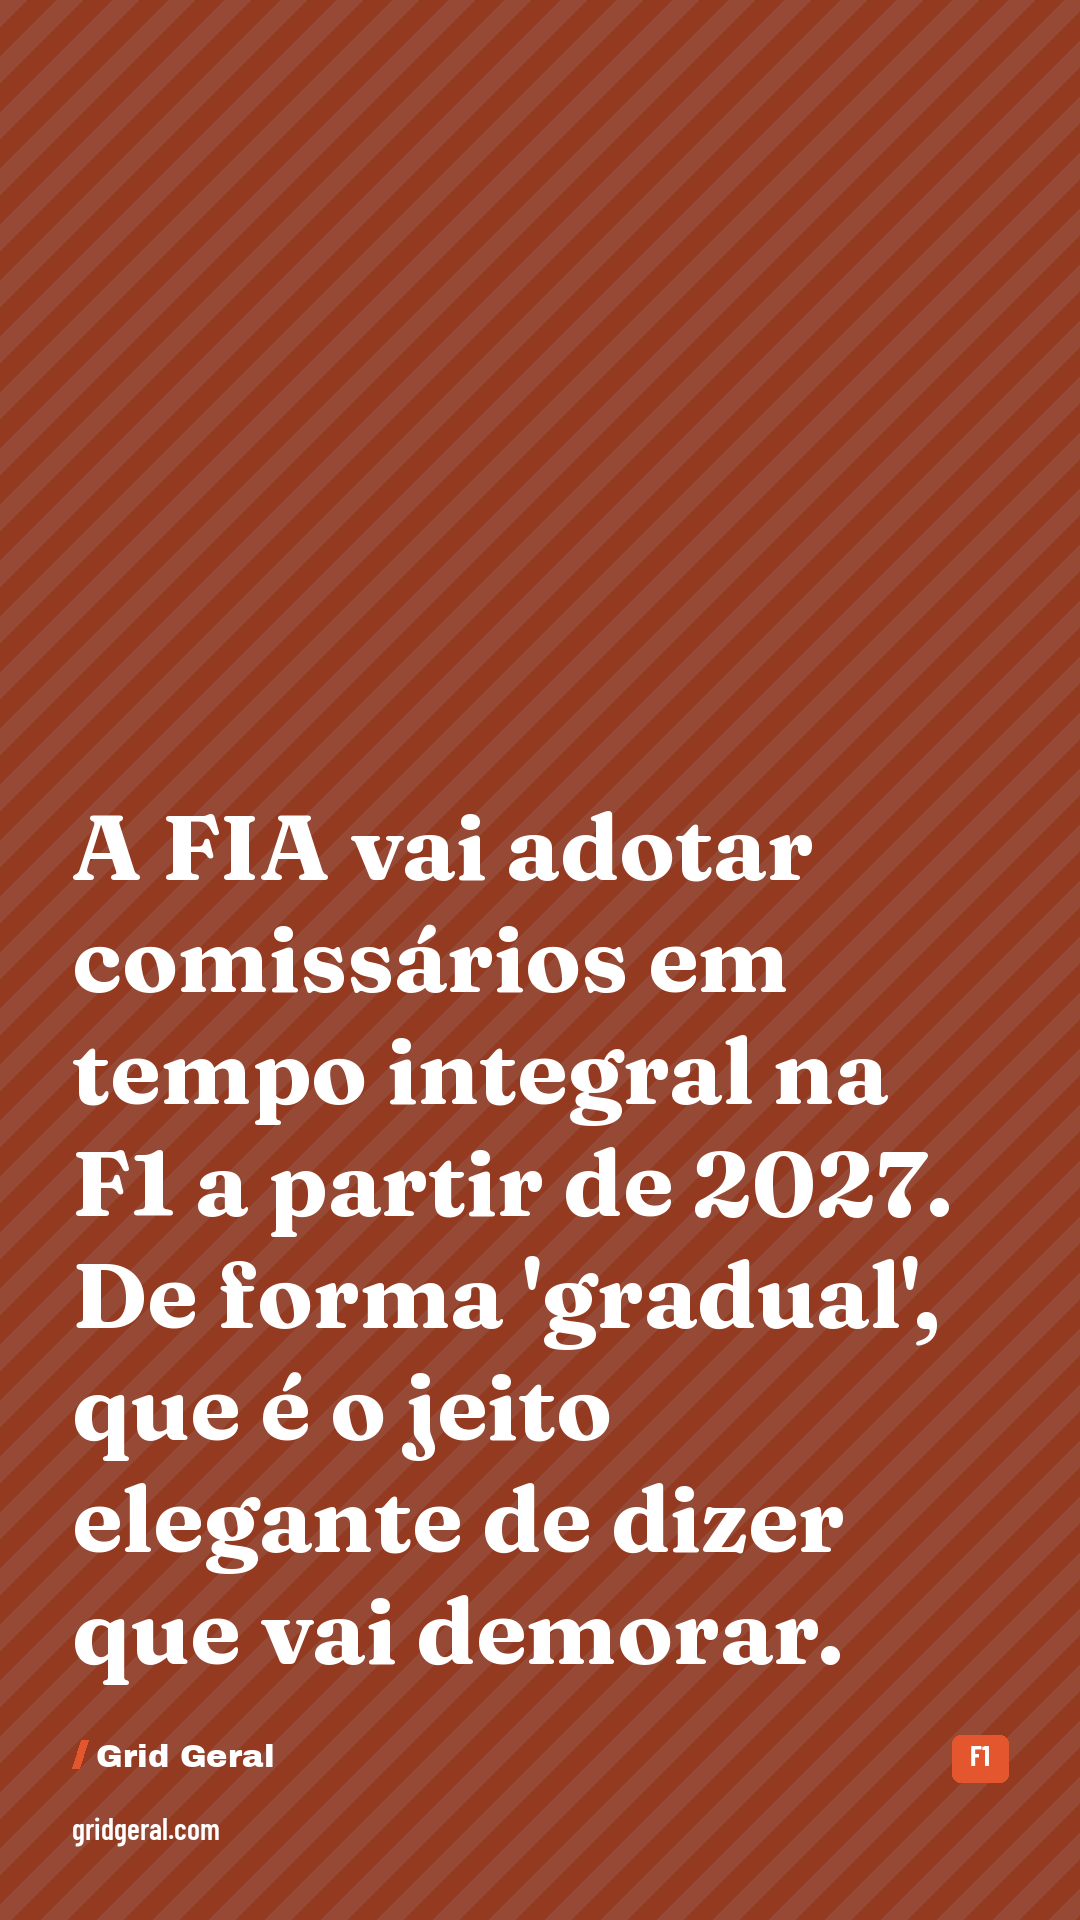 A FIA vai adotar
comissários em
tempo integral na
F1 a partir de 2027.
De forma 'gradual',
que é o jeito
elegante de dizer
que vai demorar.
/ Grid Geral
F1
gridgeral.com